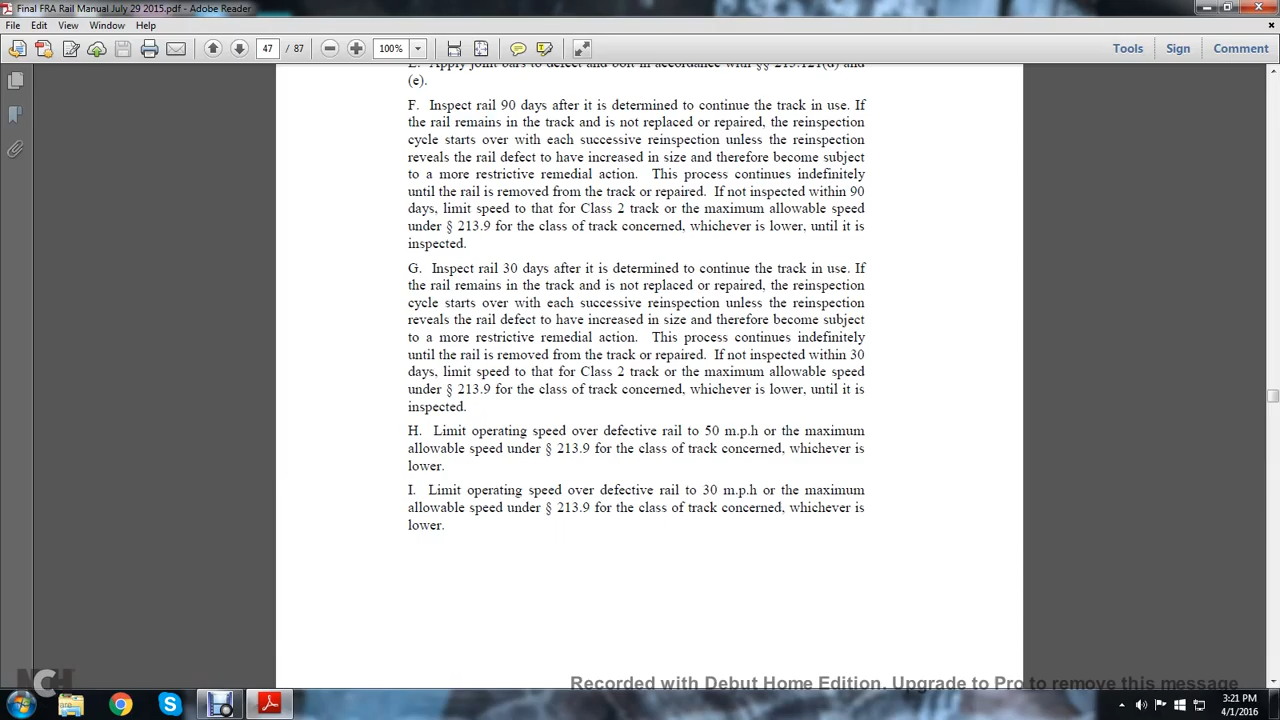 Final FRA Rail Manual July 29 2015.pdf - Adobe Reader
File Edit View Window Help
47 / 87 100% Tools Sign Comment
E. Apply joint bars to defect and bolt in accordance with §§ 213.121(d) and
(e).
F. Inspect rail 90 days after it is determined to continue the track in use. If
the rail remains in the track and is not replaced or repaired, the reinspection
cycle starts over with each successive reinspection unless the reinspection
reveals the rail defect to have increased in size and therefore become subject
to a more restrictive remedial action. This process continues indefinitely
until the rail is removed from the track or repaired. If not inspected within 90
days, limit speed to that for Class 2 track or the maximum allowable speed
under § 213.9 for the class of track concerned, whichever is lower, until it is
inspected.
G. Inspect rail 30 days after it is determined to continue the track in use. If
the rail remains in the track and is not replaced or repaired, the reinspection
cycle starts over with each successive reinspection unless the reinspection
reveals the rail defect to have increased in size and therefore become subject
to a more restrictive remedial action. This process continues indefinitely
until the rail is removed from the track or repaired. If not inspected within 30
days, limit speed to that for Class 2 track or the maximum allowable speed
under § 213.9 for the class of track concerned, whichever is lower, until it is
inspected.
H. Limit operating speed over defective rail to 50 m.p.h or the maximum
allowable speed under § 213.9 for the class of track concerned, whichever is
lower.
I. Limit operating speed over defective rail to 30 m.p.h or the maximum
allowable speed under § 213.9 for the class of track concerned, whichever is
lower.
NCH
Recorded with Debut Home Edition. Upgrade to Pro to remove this message
3:21 PM
4/1/2016